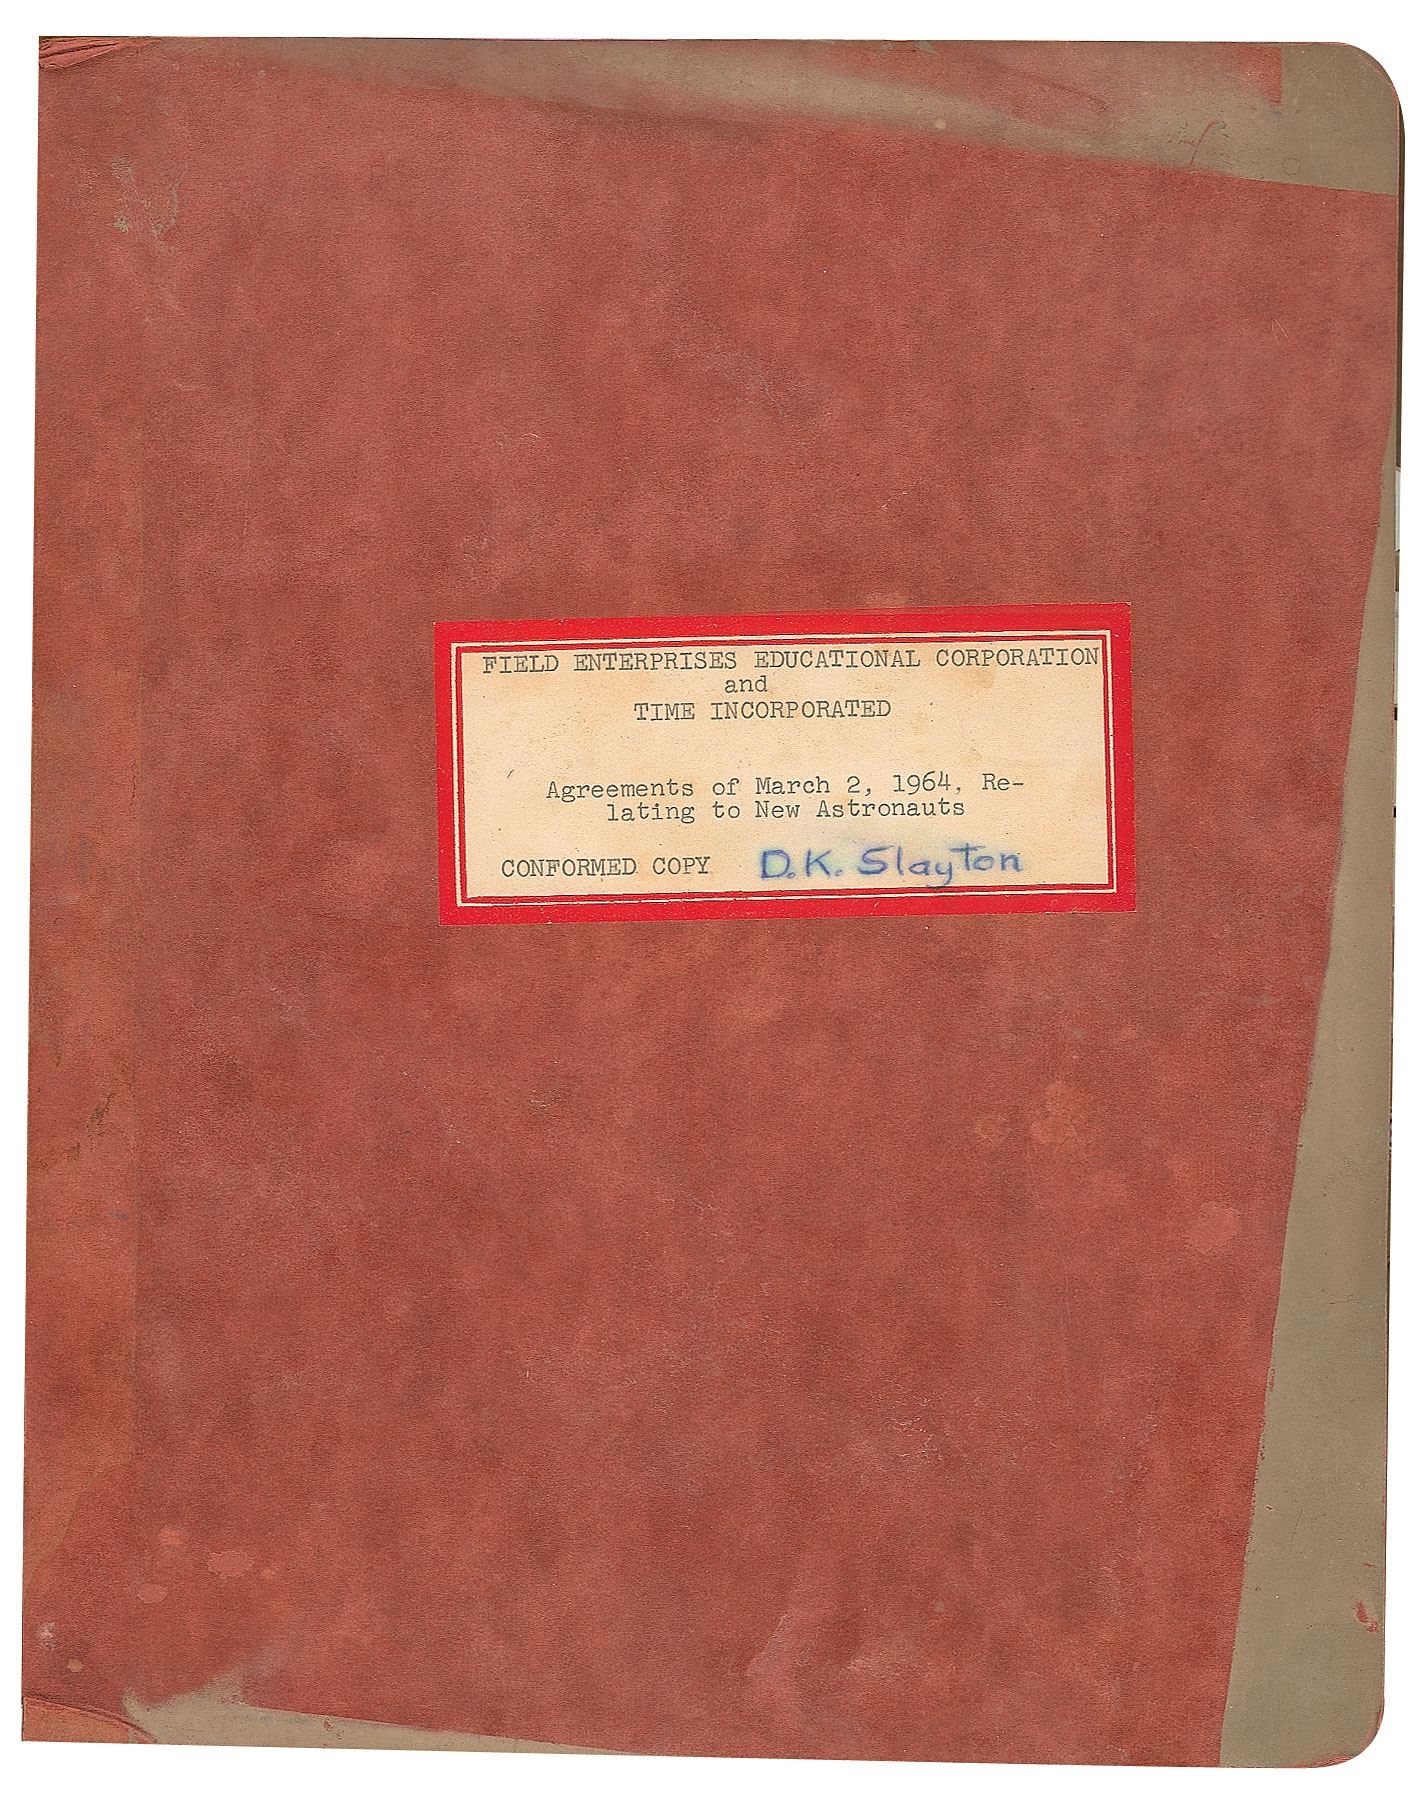 FIELD ENTERPRISES EDUCATIONAL CORPORATION
and
TIME INCORPORATED
Agreements of March 2, 1964, Re-
lating to New Astronauts
CONFORMED COPY D.K. Slayton